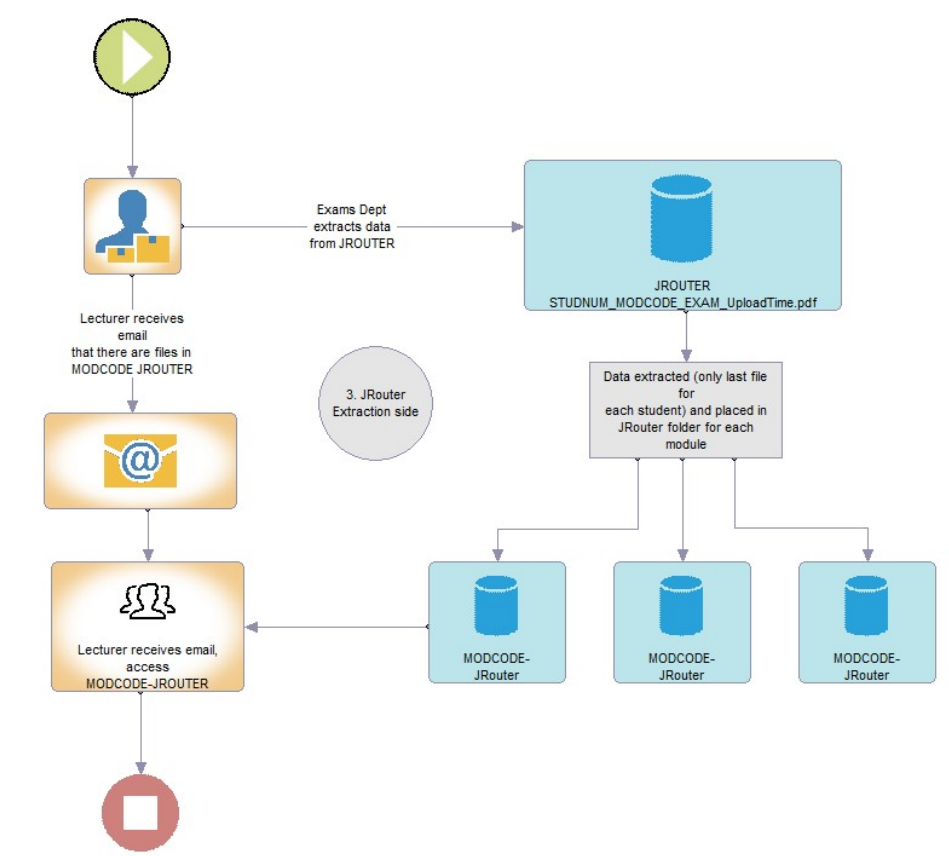 Exams Dept
extracts data
from JROUTER
JROUTER
STUDNUM_MODCODE_EXAM_UploadTime.pdf
Lecturer receives
email
that there are files in
MODCODE JROUTER
3. JRouter
Extraction side
Data extracted (only last file
for
each student) and placed in
JRouter folder for each
module
@
Lecturer receives email,
access
MODCODE-JROUTER
MODCODE-
JRouter
MODCODE-
JRouter
MODCODE-
JRouter